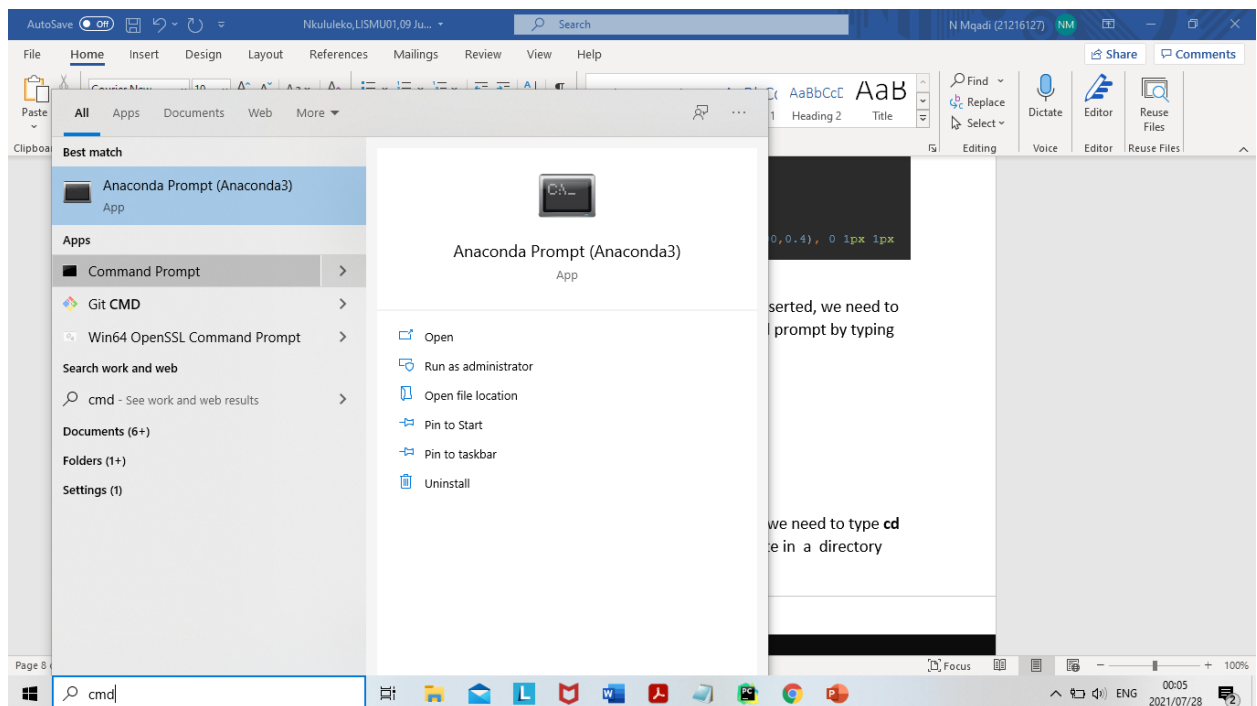 AutoSave Off Nkululeko,LISMU01,09 Ju... Search N Mqadi (21216127) NM
File Home Insert Design Layout References Mailings Review View Help Share Comments
Paste
Clipboa
AaBbCcC AaB
1 Heading 2 Title
Find
Replace
Select
Editing
Dictate
Voice
Editor
Editor
Reuse Files
Reuse Files
All Apps Documents Web More
Best match
Anaconda Prompt (Anaconda3)
App
Apps
Command Prompt
Git CMD
Win64 OpenSSL Command Prompt
Search work and web
cmd - See work and web results
Documents (6+)
Folders (1+)
Settings (1)
C:\_
Anaconda Prompt (Anaconda3)
App
Open
Run as administrator
Open file location
Pin to Start
Pin to taskbar
Uninstall
0,0.4), 0 1px 1px
serted, we need to
prompt by typing
we need to type cd
in a directory
Page 8
Focus 100%
cmd
ENG 00:05
2021/07/28
2